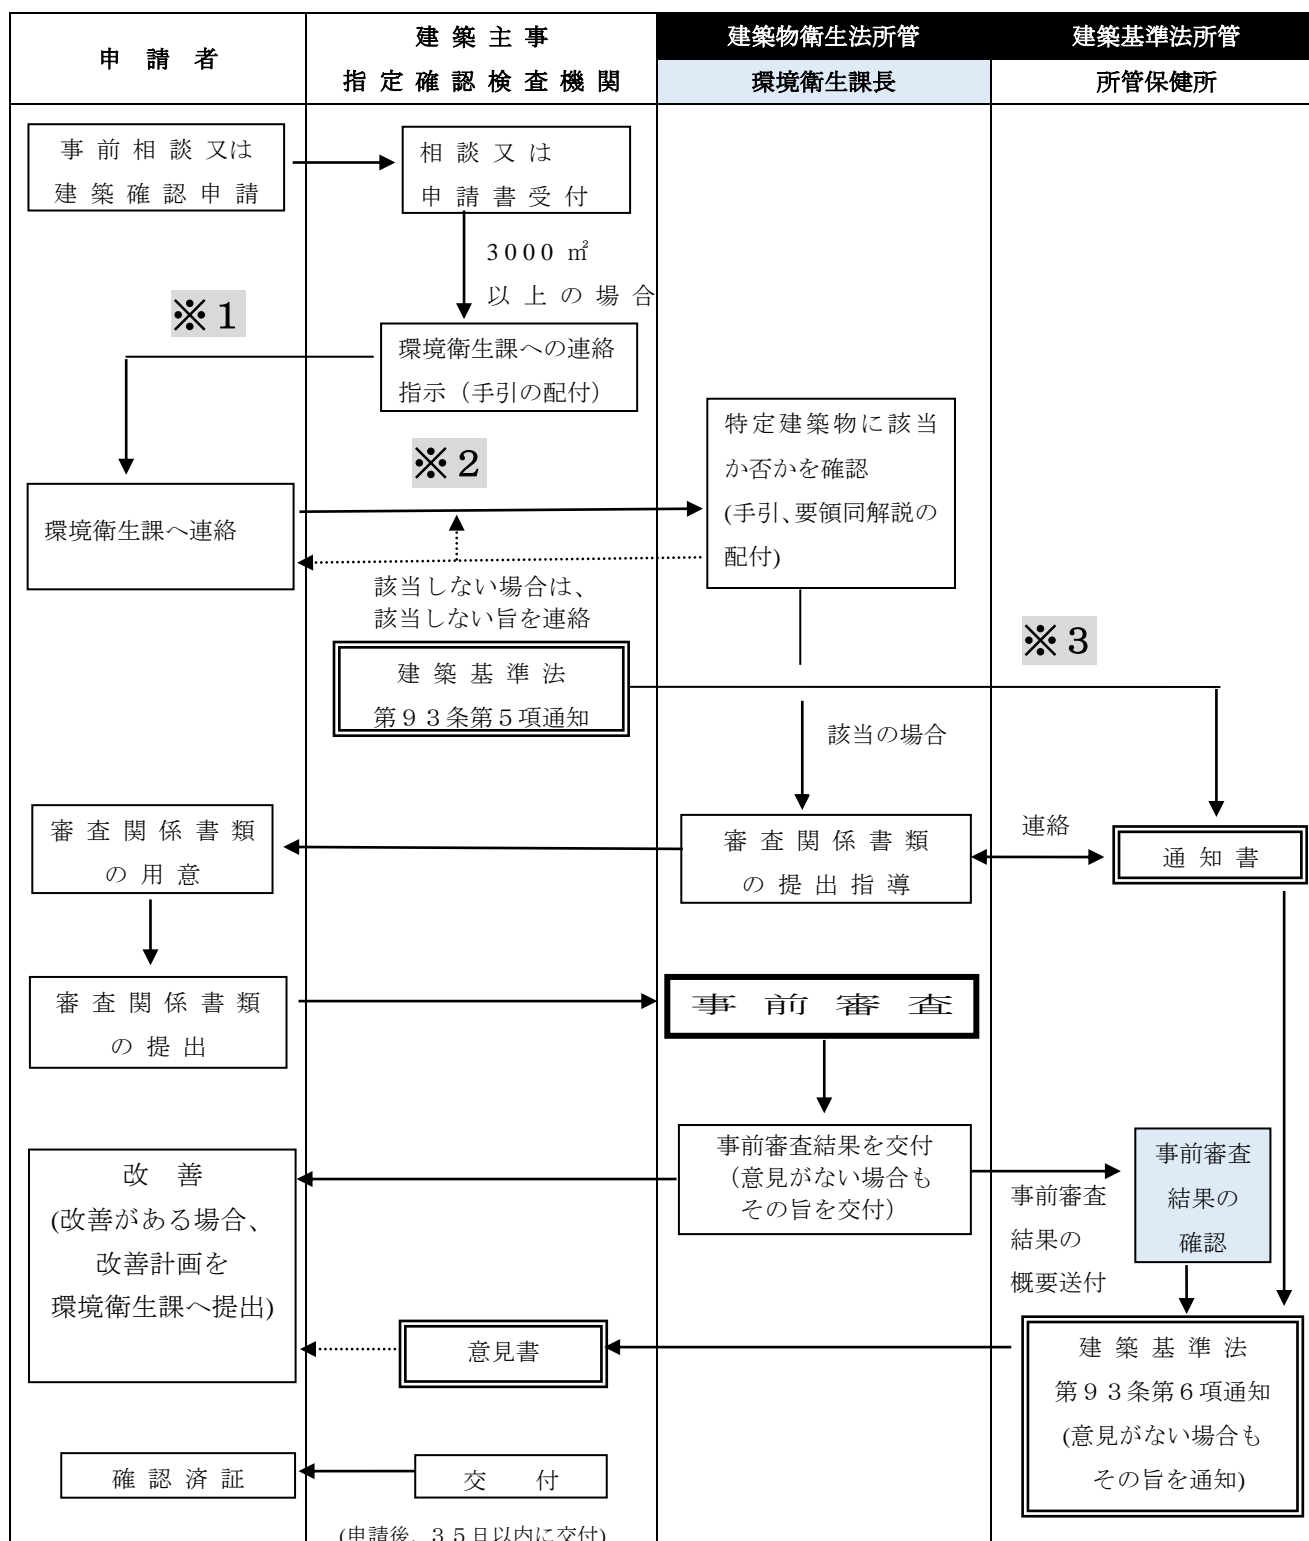 申請者
建築主事
指定確認検査機関
建築物衛生法所管
建築基準法所管
環境衛生課長
所管保健所
事前相談又は
建築確認申請
相談又は
申請書受付
3000 ㎡
以上の場合
※１
環境衛生課への連絡
指示（手引の配付）
※２
特定建築物に該当
か否かを確認
(手引、要領同解説の
配付)
環境衛生課へ連絡
該当しない場合は、
該当しない旨を連絡
※３
建築基準法
第９３条第５項通知
該当の場合
審査関係書類
の用意
審査関係書類
の提出指導
連絡
通知書
審査関係書類
の提出
事前審査
事前審査結果を交付
（意見がない場合も
その旨を交付）
事前審査
結果の
概要送付
事前審査
結果の
確認
改善
(改善がある場合、
改善計画を
環境衛生課へ提出)
意見書
建築基準法
第９３条第６項通知
(意見がない場合も
その旨を通知)
確認済証
交付
(申請後、３５日以内に交付)